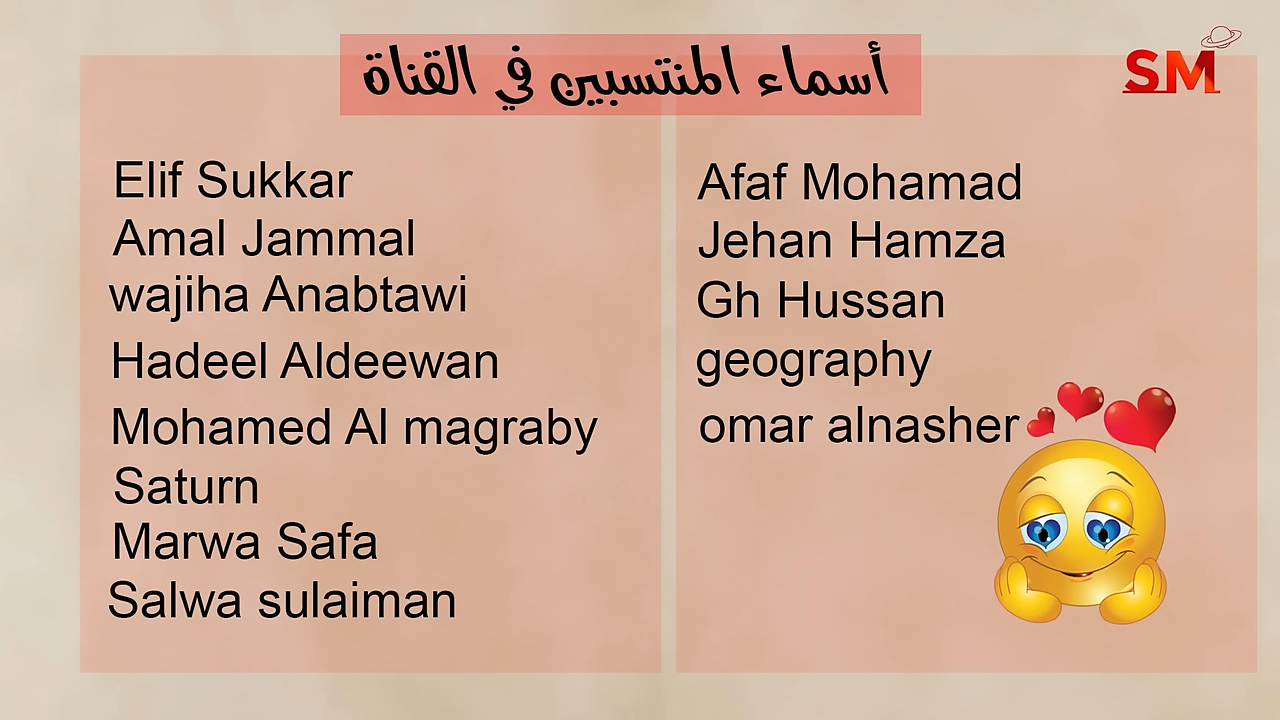 أسماء المنتسبين في القناة
SM
Elif Sukkar
Amal Jammal
wajiha Anabtawi
Hadeel Aldeewan
Mohamed Al magraby
Saturn
Marwa Safa
Salwa sulaiman
Afaf Mohamad
Jehan Hamza
Gh Hussan
geography
omar alnasher